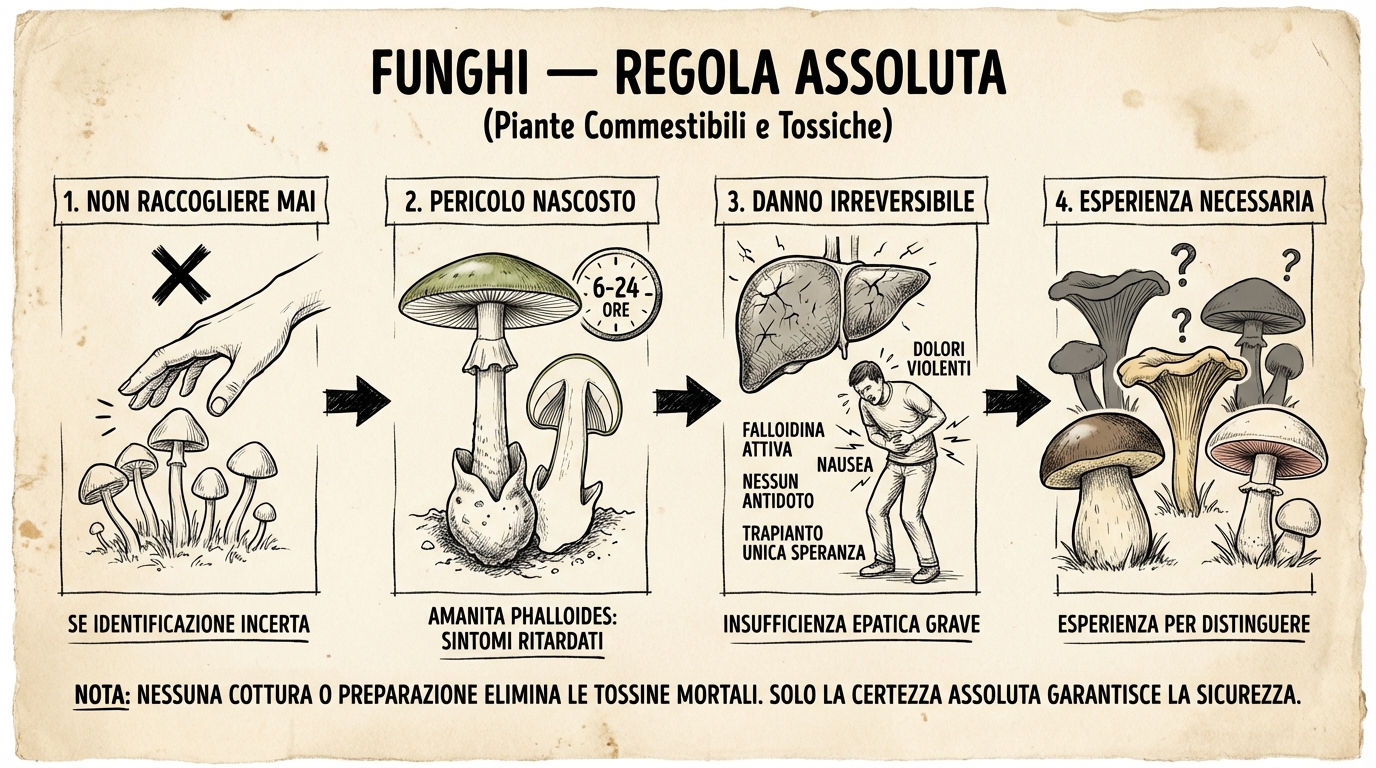 FUNGHI — REGOLA ASSOLUTA
(Piante Commestibili e Tossiche)
1. NON RACCOGLIERE MAI
SE IDENTIFICAZIONE INCERTA
2. PERICOLO NASCOSTO
6-24
ORE
AMANITA PHALLOIDES:
SINTOMI RITARDATI
3. DANNO IRREVERSIBILE
DOLORI
VIOLENTI
FALLOIDINA
ATTIVA
NAUSEA
NESSUN
ANTIDOTO
TRAPIANTO
UNICA SPERANZA
INSUFFICIENZA EPATICA GRAVE
4. ESPERIENZA NECESSARIA
?
?
?
ESPERIENZA PER DISTINGUERE
NOTA: NESSUNA COTTURA O PREPARAZIONE ELIMINA LE TOSSINE MORTALI. SOLO LA CERTEZZA ASSOLUTA GARANTISCE LA SICUREZZA.